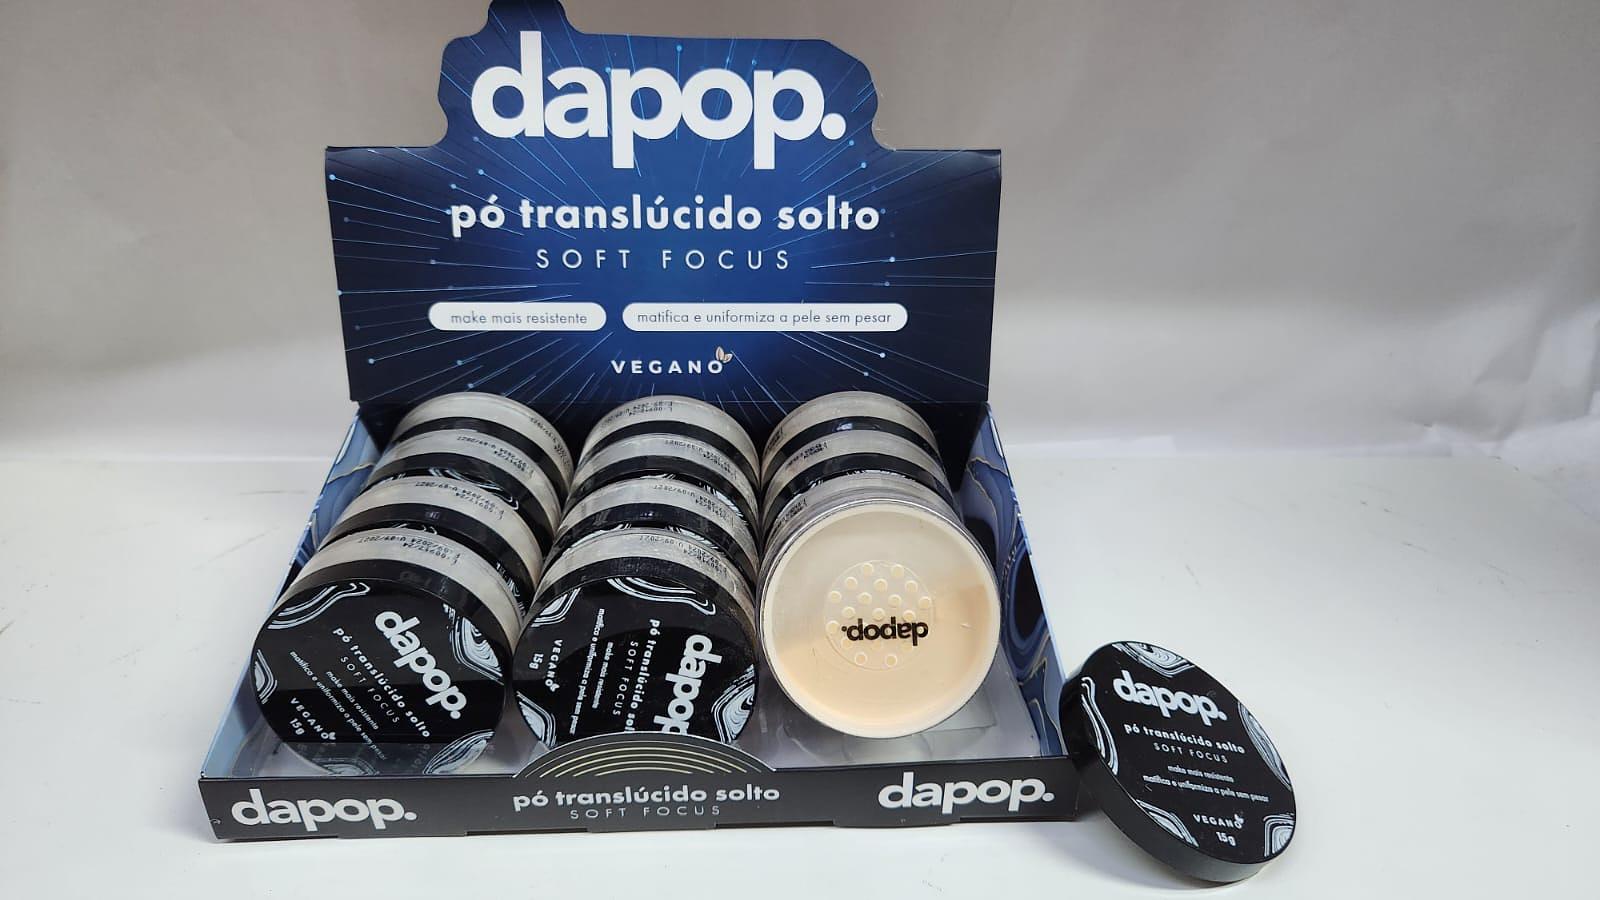 dapop.
pó translúcido solto
SOFT FOCUS
make mais resistente
matifica e uniformiza a pele sem pesar
VEGANO
dapop.
pó translúcido solto
SOFT FOCUS
make mais resistente
matifica e uniformiza a pele sem pesar
VEGANO
15g
dapop
pó translúcido sol
SOFT FOCUS
make mais resistente
matifica e uniformiza a pele sem pesar
VEGANO
15g
dapop.
dapop.
pó translúcido solto
SOFT FOCUS
make mais resistente
matifica e uniformiza a pele sem pesar
VEGANO
15g
dapop.
pó translúcido solto
SOFT FOCUS
dapop.